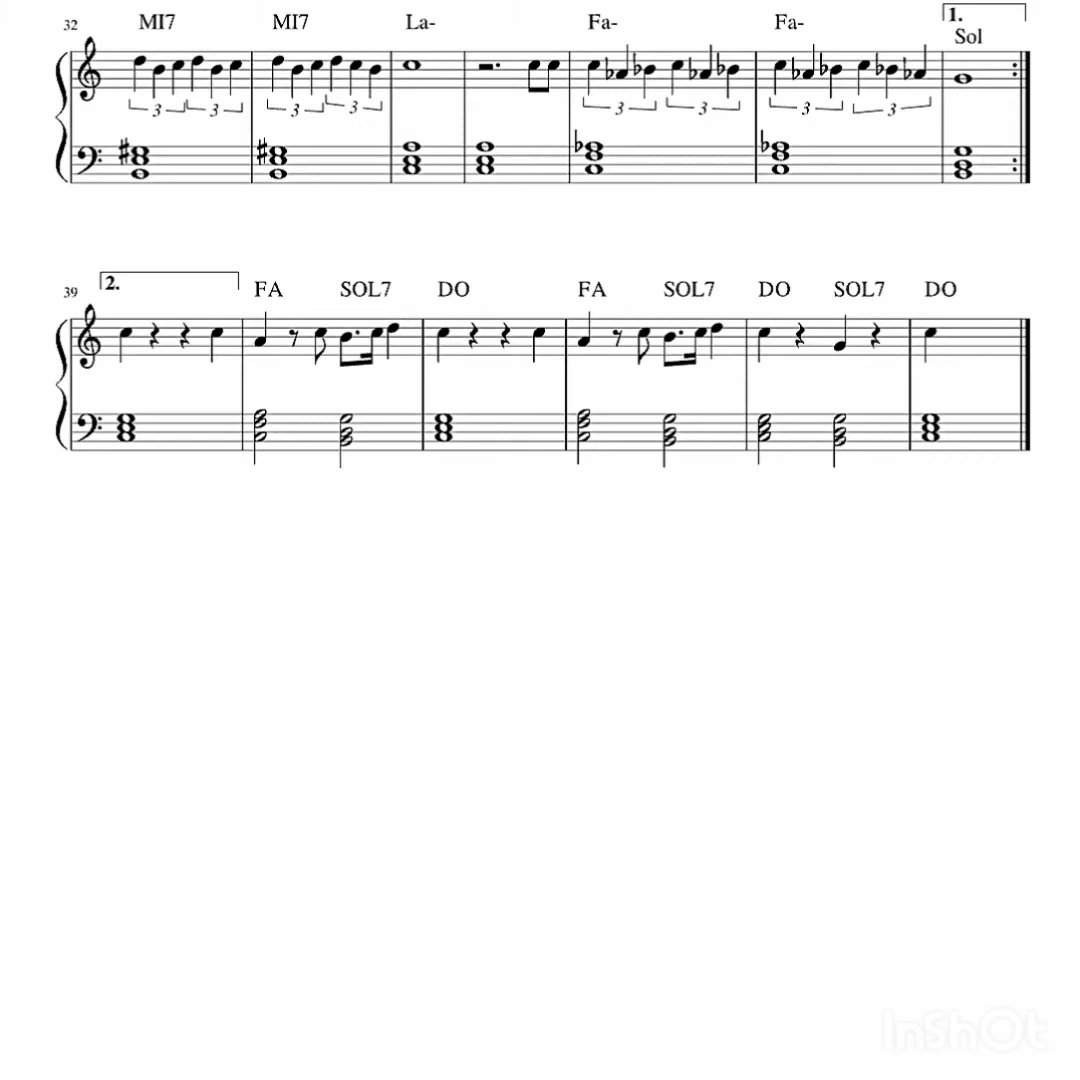 32 MI7 MI7 La- Fa- Fa- 1. Sol
3 3 3 3 3 3 3 3
39 2. FA SOL7 DO FA SOL7 DO SOL7 DO
InShOt